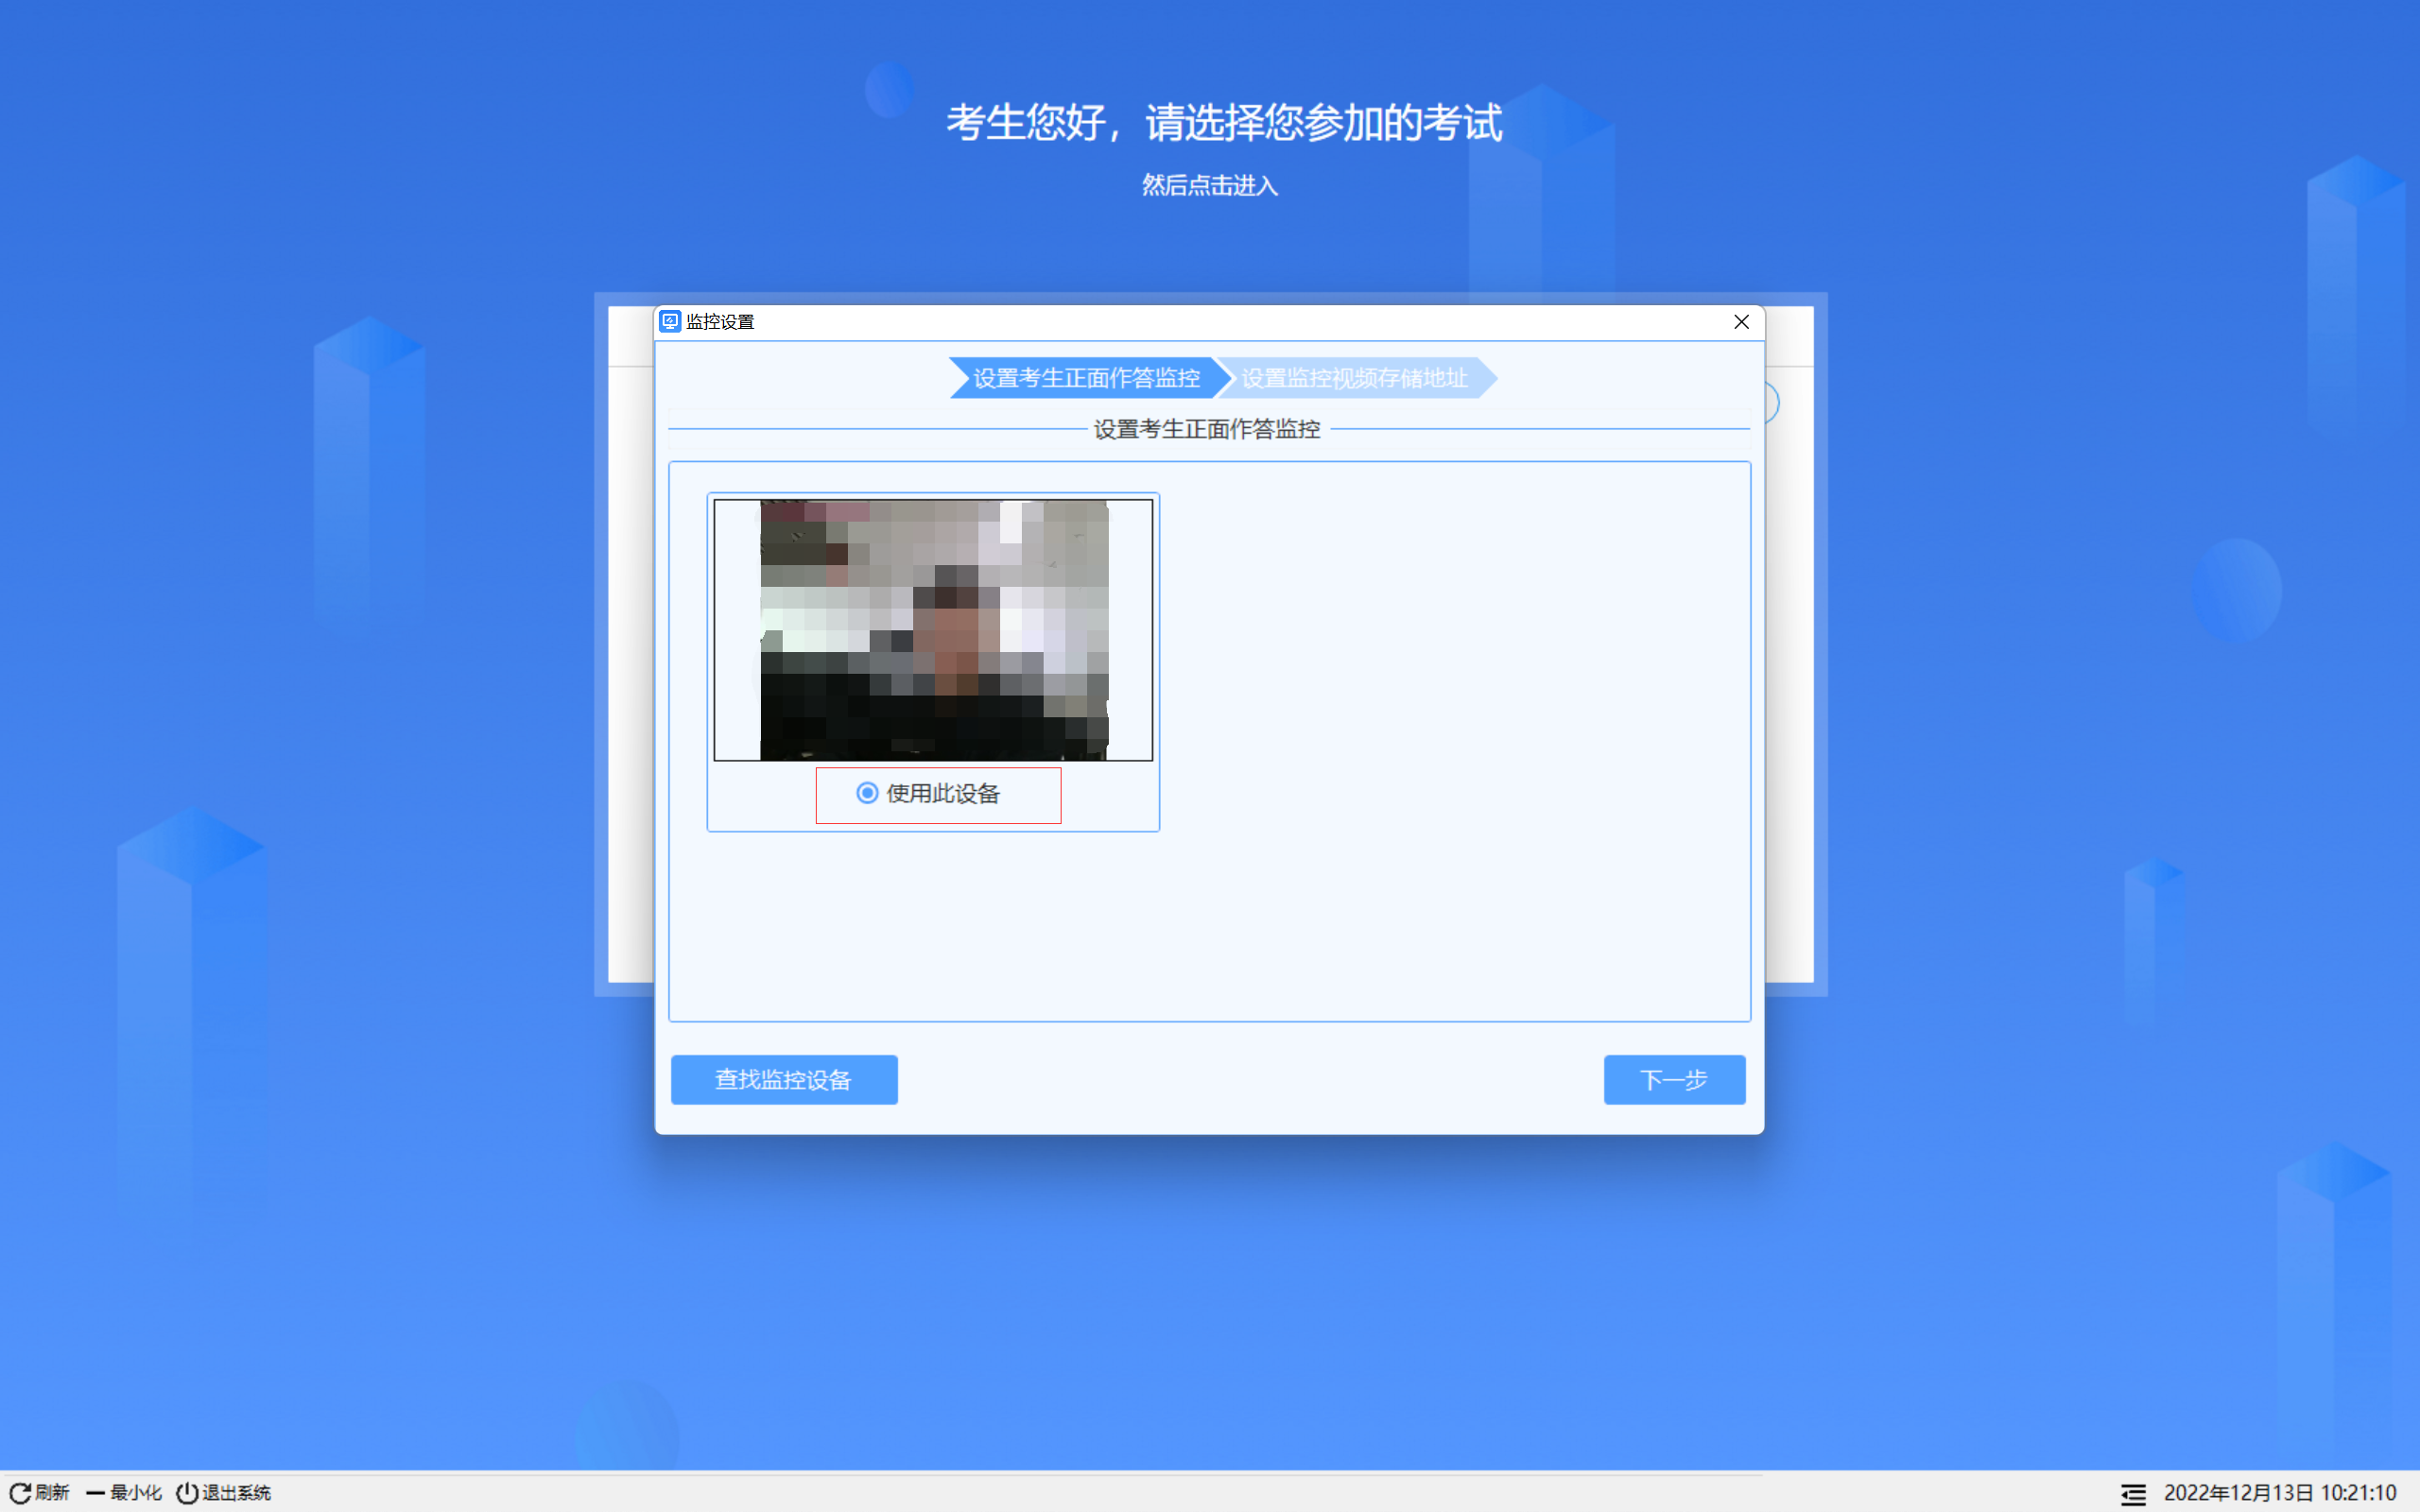 考生您好，请选择您参加的考试
然后点击进入
监控设置
设置考生正面作答监控 设置监控视频存储地址
设置考生正面作答监控
使用此设备
查找监控设备 下一步
刷新 最小化 退出系统 2022年12月13日 10:21:10